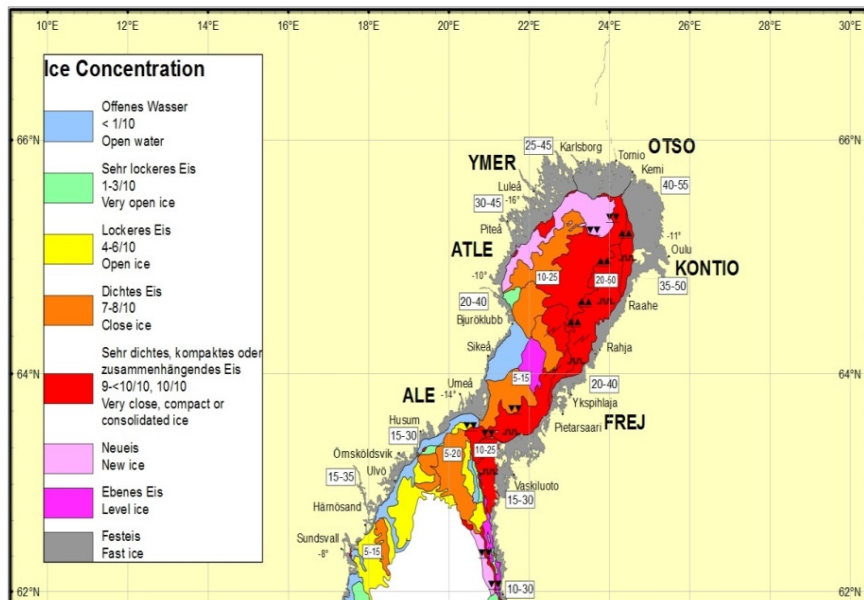 10°E 12°E 14°E 16°E 18°E 20°E 22°E 24°E 26°E 28°E 30°E
Ice Concentration
Offenes Wasser
< 1/10
Open water
Sehr lockeres Eis
1-3/10
Very open ice
Lockeres Eis
4-6/10
Open ice
Dichtes Eis
7-8/10
Close ice
Sehr dichtes, kompaktes oder
zusammenhängendes Eis
9-<10/10, 10/10
Very close, compact or
consolidated ice
Neueis
New ice
Ebenes Eis
Level ice
Festeis
Fast ice
66°N
66°N
64°N
64°N
62°N
62°N
25-45
Karlsborg
OTSO
Tornio
Kemi
YMER
40-55
Luleå
-16°
30-45
Piteå
-11°
Oulu
ATLE
KONTIO
-10°
10-25
20-50
35-50
20-40
Raahe
Bjuröklubb
Sikeå
Rahja
5-15
20-40
Umeå
-14°
ALE
Ykspihlaja
Husum
FREJ
15-30
Pietarsaari
Örnsköldsvik
5-20
10-25
Ulvö
Vaskiluoto
15-35
15-30
Härnösand
Sundsvall
-8°
5-15
10-30